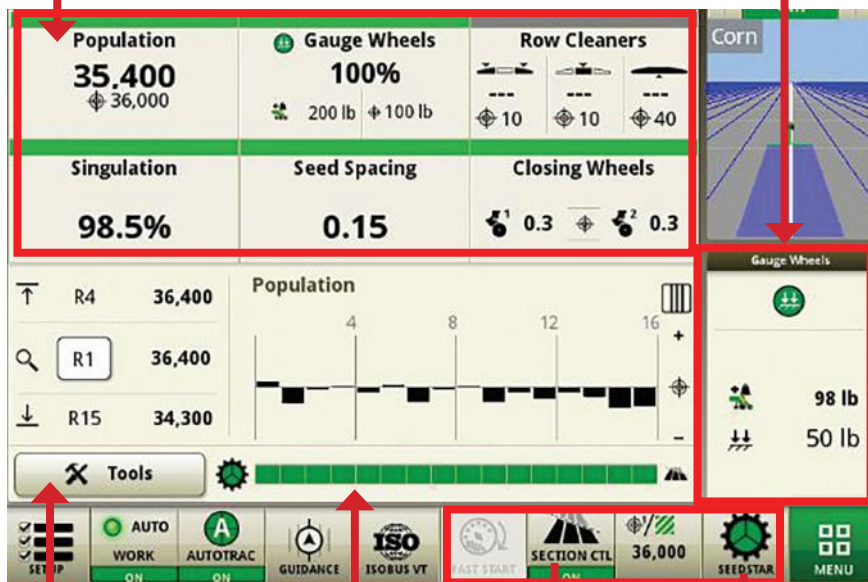 Population
35,400
36,000
Gauge Wheels
100%
200 lb 100 lb
Row Cleaners
--- --- ---
10 10 40
Singulation
98.5%
Seed Spacing
0.15
Closing Wheels
1 0.3 2 0.3
Corn
R4 36,400
R1 36,400
R15 34,300
Population
4 8 12 16
+
–
Tools
Gauge Wheels
98 lb
50 lb
SETUP
AUTO
WORK
ON
A
AUTOTRAC
ON
GUIDANCE
ISO
ISOBUS VT
FAST START
SECTION CTL
ON
36,000
SEEDSTAR
MENU